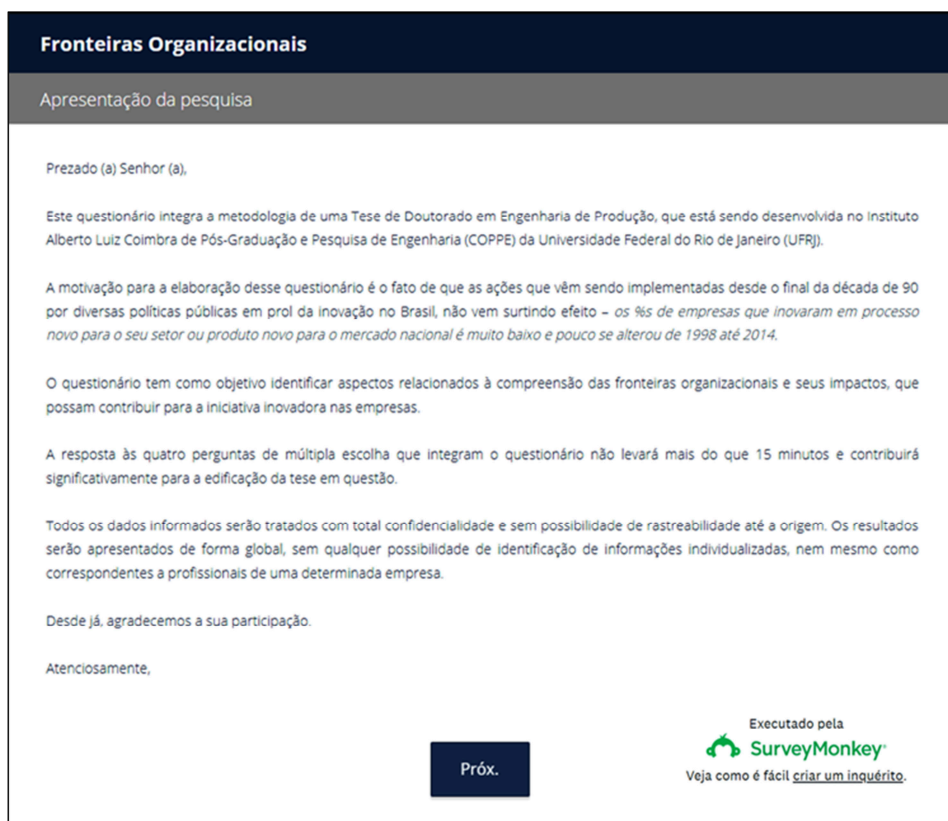 Fronteiras Organizacionais
Apresentação da pesquisa
Prezado (a) Senhor (a),
Este questionário integra a metodologia de uma Tese de Doutorado em Engenharia de Produção, que está sendo desenvolvida no Instituto
Alberto Luiz Coimbra de Pós-Graduação e Pesquisa de Engenharia (COPPE) da Universidade Federal do Rio de Janeiro (UFRJ).
A motivação para a elaboração desse questionário é o fato de que as ações que vêm sendo implementadas desde o final da década de 90
por diversas políticas públicas em prol da inovação no Brasil, não vem surtindo efeito – os %s de empresas que inovaram em processo
novo para o seu setor ou produto novo para o mercado nacional é muito baixo e pouco se alterou de 1998 até 2014.
O questionário tem como objetivo identificar aspectos relacionados à compreensão das fronteiras organizacionais e seus impactos, que
possam contribuir para a iniciativa inovadora nas empresas.
A resposta às quatro perguntas de múltipla escolha que integram o questionário não levará mais do que 15 minutos e contribuirá
significativamente para a edificação da tese em questão.
Todos os dados informados serão tratados com total confidencialidade e sem possibilidade de rastreabilidade até a origem. Os resultados
serão apresentados de forma global, sem qualquer possibilidade de identificação de informações individualizadas, nem mesmo como
correspondentes a profissionais de uma determinada empresa.
Desde já, agradecemos a sua participação.
Atenciosamente,
Executado pela
SurveyMonkey®
Veja como é fácil criar um inquérito.
Próx.